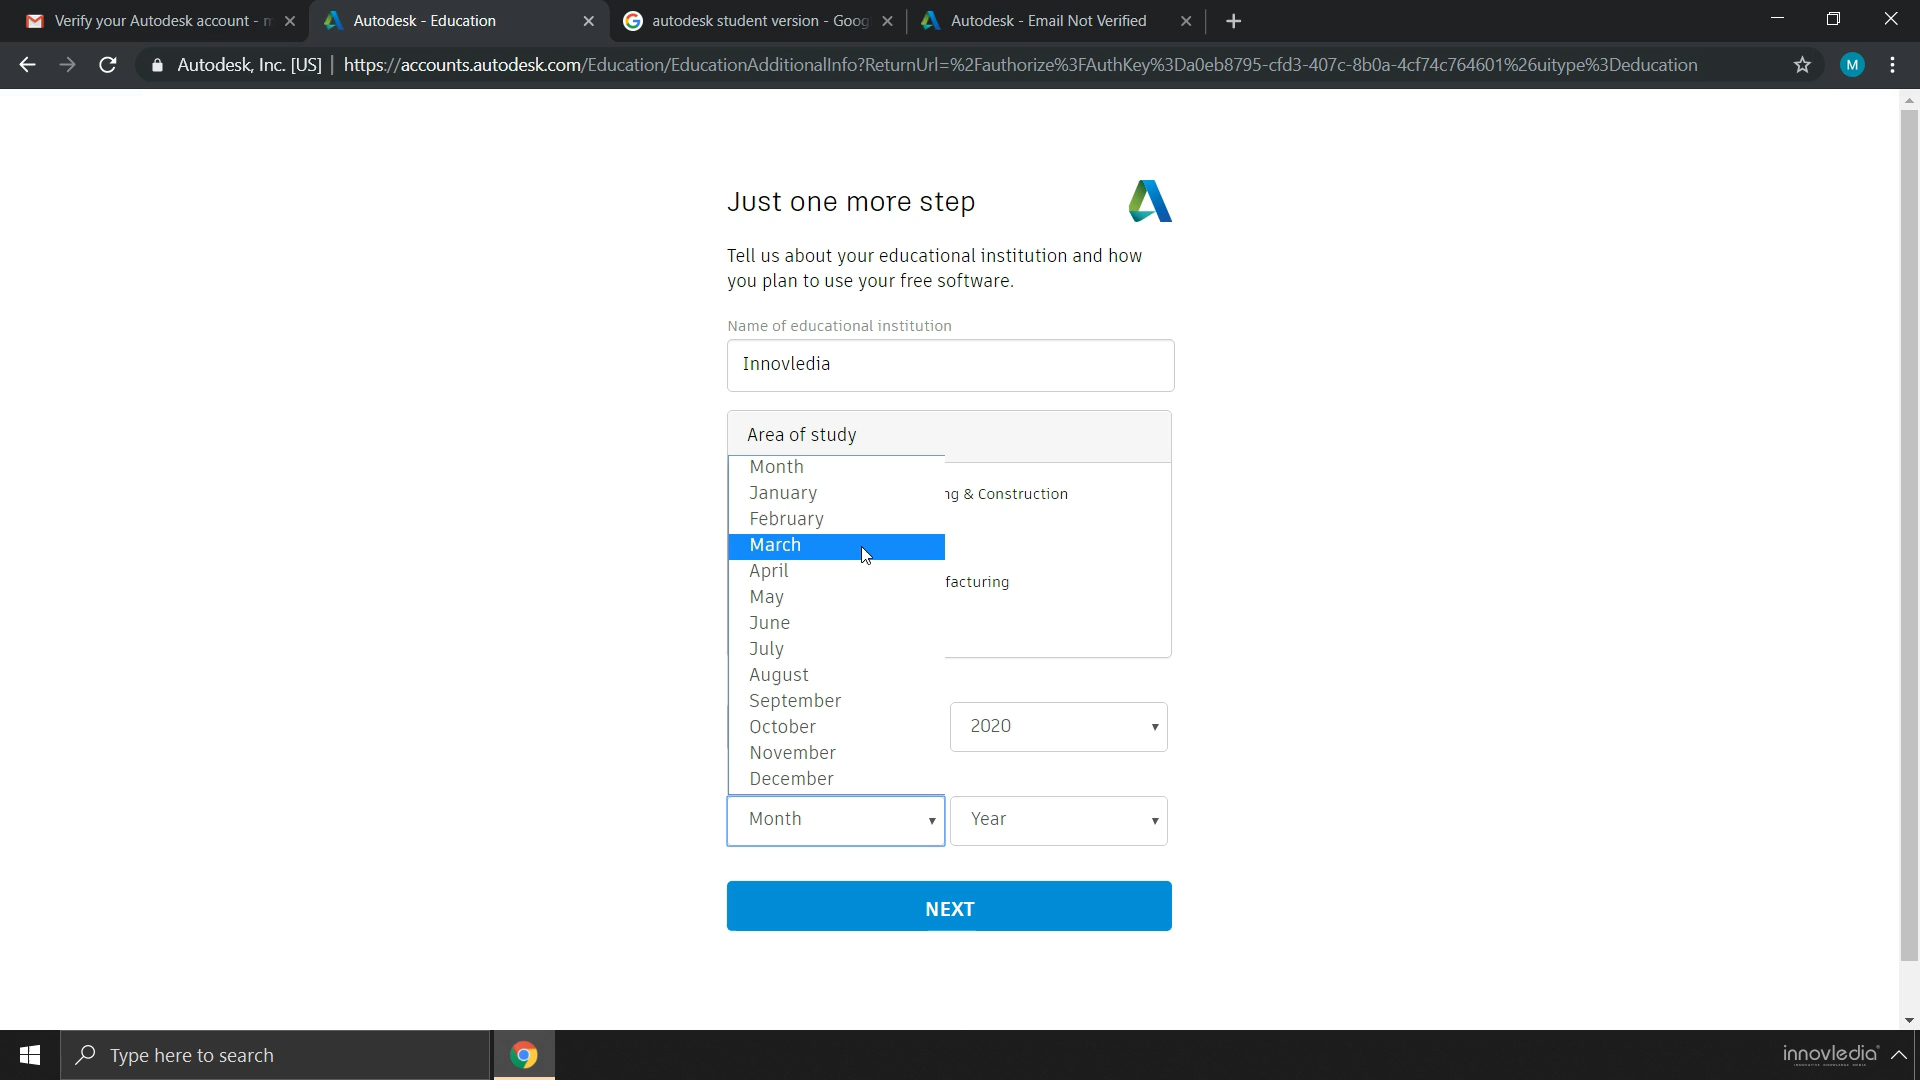 Verify your Autodesk account - m
Autodesk - Education
autodesk student version - Goog
Autodesk - Email Not Verified
Autodesk, Inc. [US] | https://accounts.autodesk.com/Education/EducationAdditionalInfo?ReturnUrl=%2Fauthorize%3FAuthKey%3Da0eb8795-cfd3-407c-8b0a-4cf74c764601%26uitype%3Deducation
M
Just one more step
Tell us about your educational institution and how
you plan to use your free software.
Name of educational institution
Innovledia
Area of study
Month
January
ng & Construction
February
March
April
facturing
May
June
July
August
September
October
2020
November
December
Month
Year
NEXT
Type here to search
innovledia